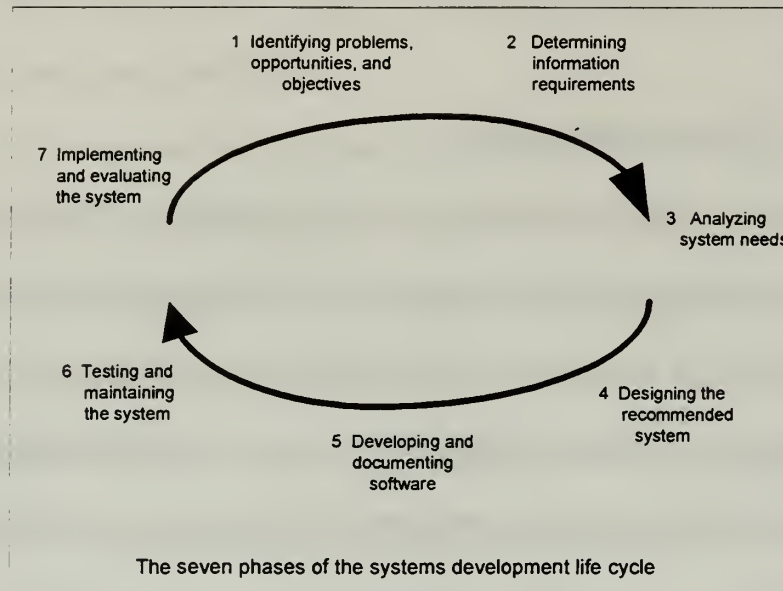 1 Identifying problems,
opportunities, and
objectives
2 Determining
information
requirements
3 Analyzing
system needs
4 Designing the
recommended
system
5 Developing and
documenting
software
6 Testing and
maintaining
the system
7 Implementing
and evaluating
the system
The seven phases of the systems development life cycle